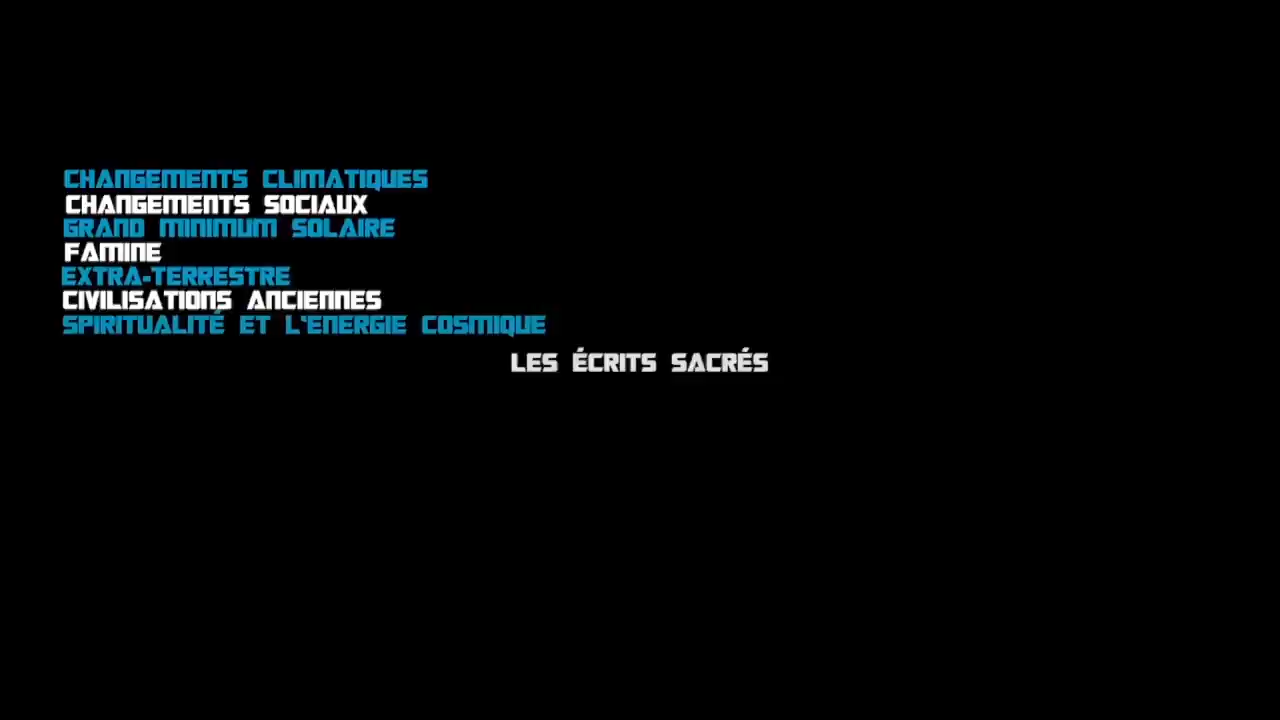 CHANGEMENTS CLIMATIQUES
CHANGEMENTS SOCIAUX
GRAND MINIMUM SOLAIRE
FAMINE
EXTRA-TERRESTRE
CIVILISATIONS ANCIENNES
SPIRITUALITÉ ET L'ENERGIE COSMIQUE
LES ÉCRITS SACRÉS